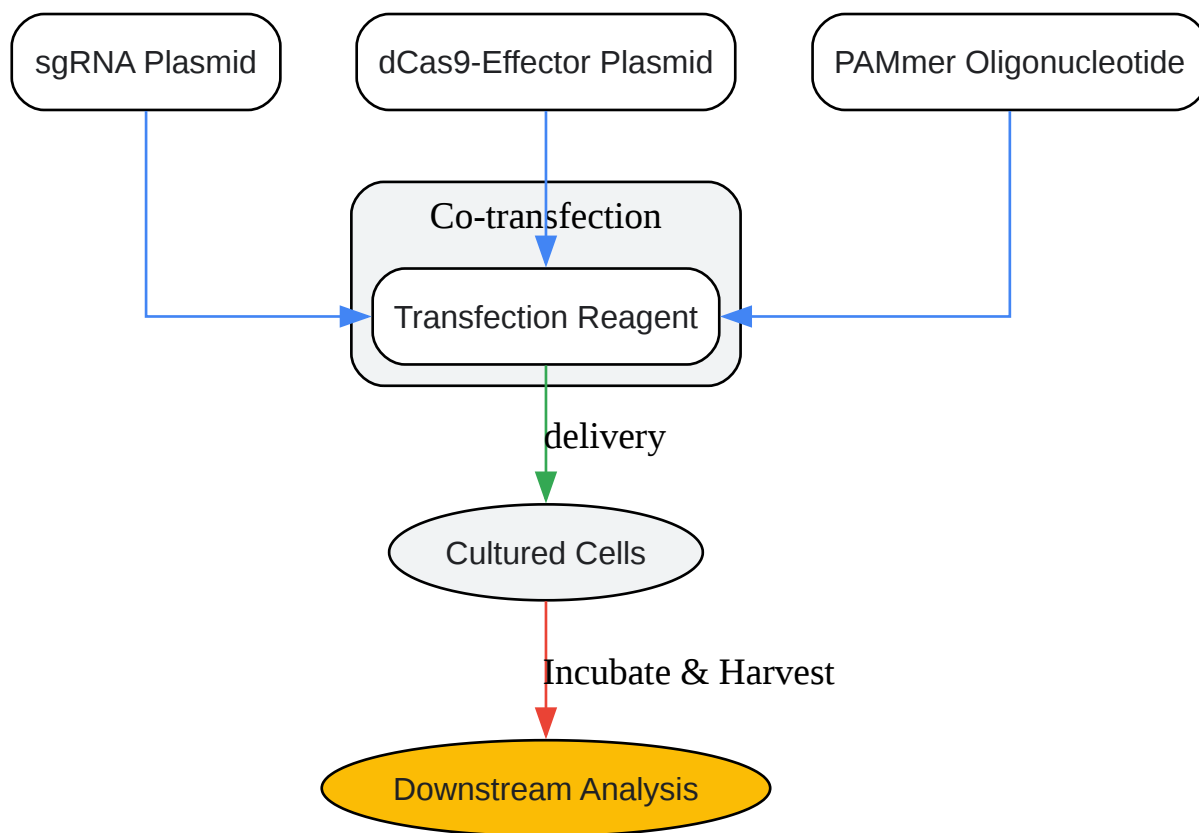 sgRNA Plasmid
dCas9-Effector Plasmid
PAMmer Oligonucleotide
Co-transfection
Transfection Reagent
delivery
Cultured Cells
Incubate & Harvest
Downstream Analysis